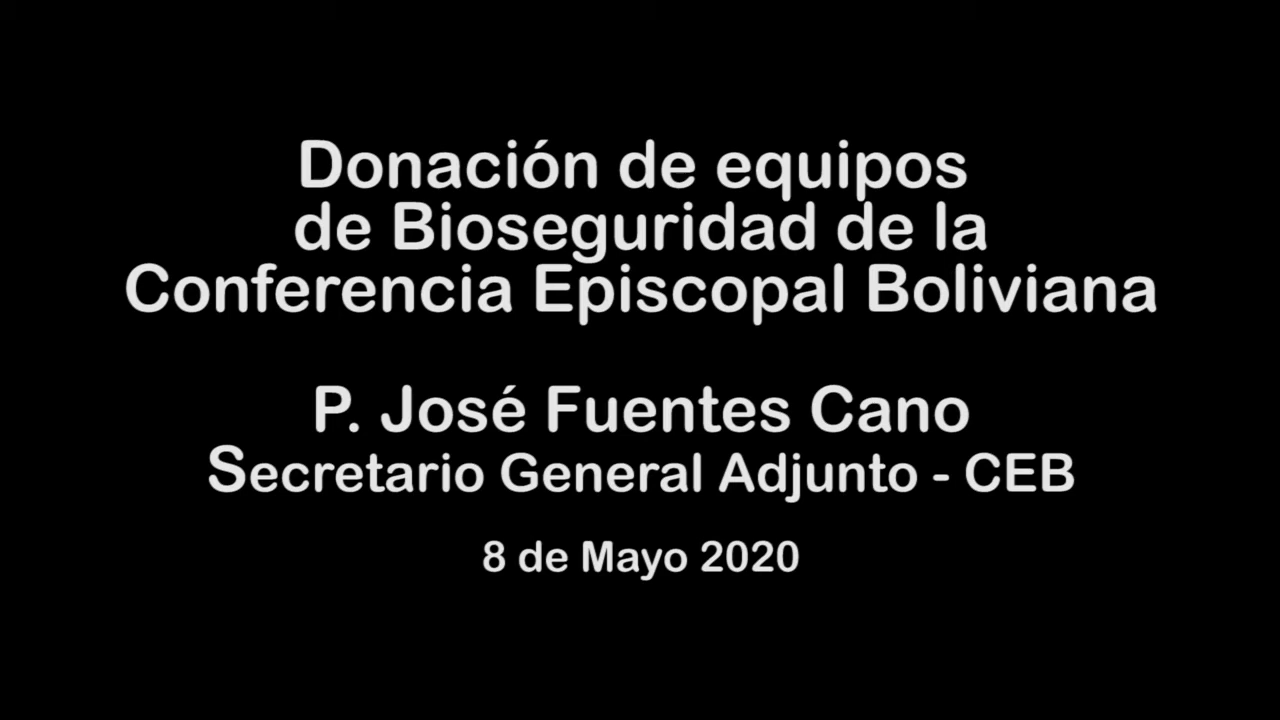 Donación de equipos
de Bioseguridad de la
Conferencia Episcopal Boliviana
P. José Fuentes Cano
Secretario General Adjunto - CEB
8 de Mayo 2020